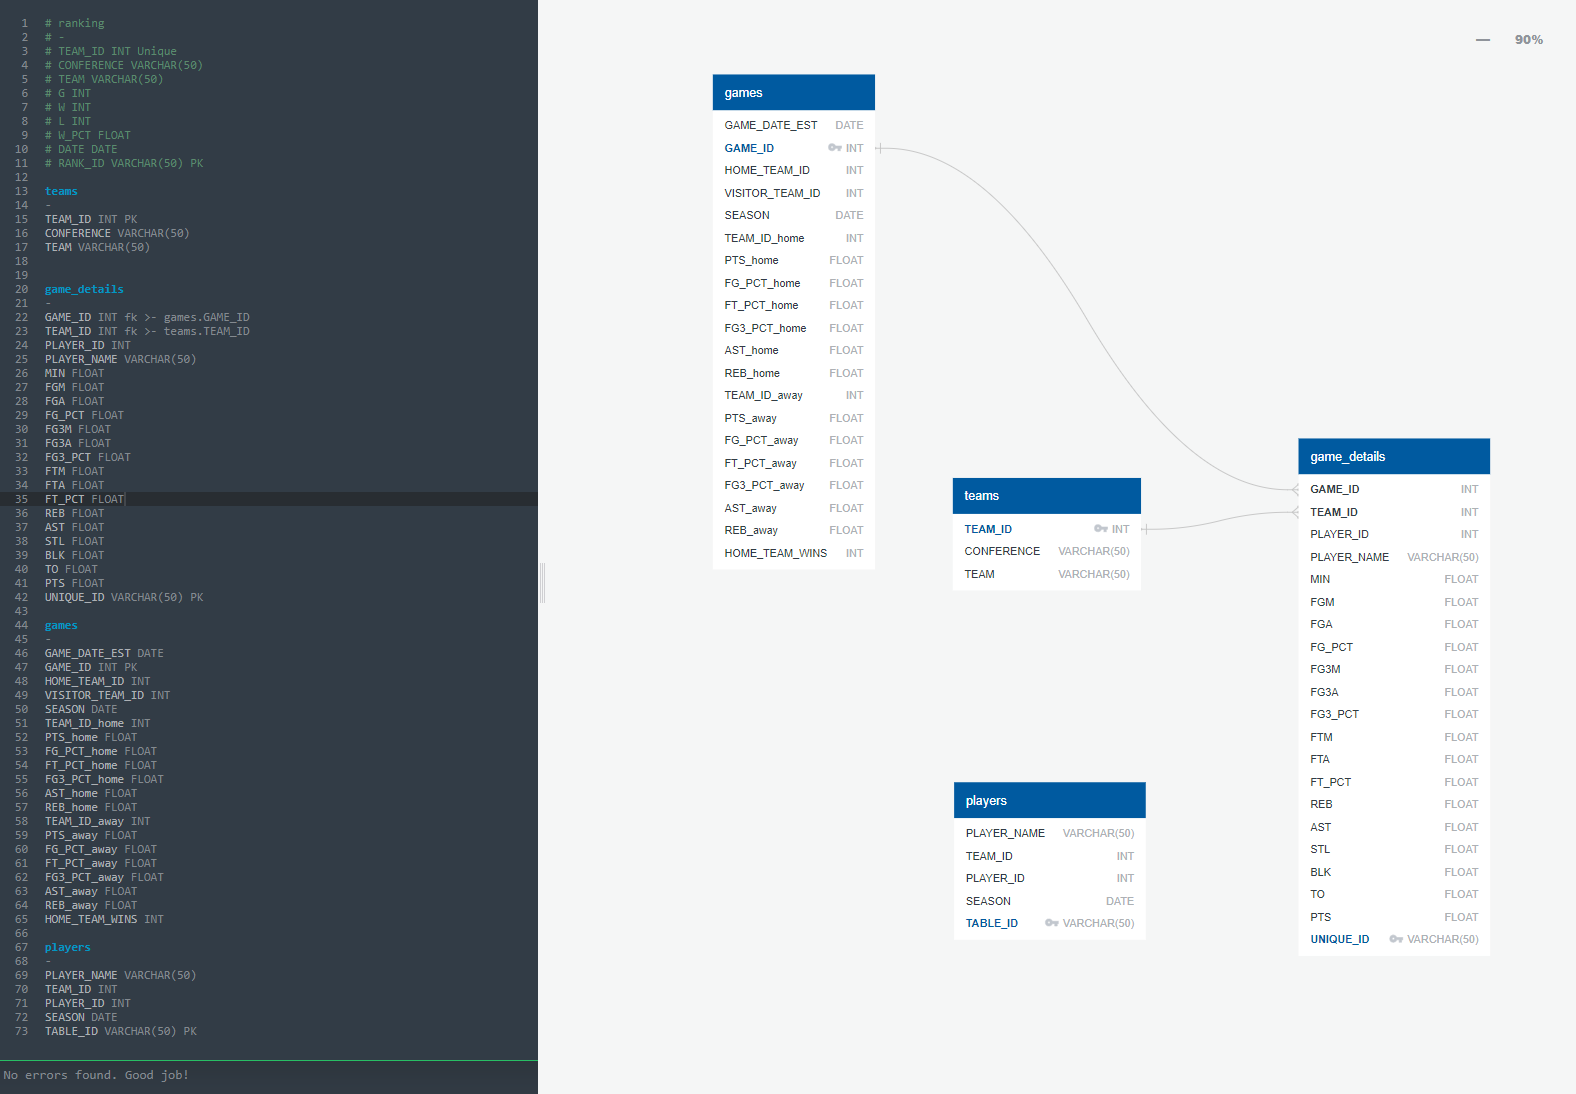 1 # ranking
2 # -
3 # TEAM_ID INT Unique
4 # CONFERENCE VARCHAR(50)
5 # TEAM VARCHAR(50)
6 # G INT
7 # W INT
8 # L INT
9 # W_PCT FLOAT
10 # DATE DATE
11 # RANK_ID VARCHAR(50) PK
12
13 teams
14 -
15 TEAM_ID INT PK
16 CONFERENCE VARCHAR(50)
17 TEAM VARCHAR(50)
18
19
20 game_details
21 -
22 GAME_ID INT fk >- games.GAME_ID
23 TEAM_ID INT fk >- teams.TEAM_ID
24 PLAYER_ID INT
25 PLAYER_NAME VARCHAR(50)
26 MIN FLOAT
27 FGM FLOAT
28 FGA FLOAT
29 FG_PCT FLOAT
30 FG3M FLOAT
31 FG3A FLOAT
32 FG3_PCT FLOAT
33 FTM FLOAT
34 FTA FLOAT
35 FT_PCT FLOAT
36 REB FLOAT
37 AST FLOAT
38 STL FLOAT
39 BLK FLOAT
40 TO FLOAT
41 PTS FLOAT
42 UNIQUE_ID VARCHAR(50) PK
43
44 games
45 -
46 GAME_DATE_EST DATE
47 GAME_ID INT PK
48 HOME_TEAM_ID INT
49 VISITOR_TEAM_ID INT
50 SEASON DATE
51 TEAM_ID_home INT
52 PTS_home FLOAT
53 FG_PCT_home FLOAT
54 FT_PCT_home FLOAT
55 FG3_PCT_home FLOAT
56 AST_home FLOAT
57 REB_home FLOAT
58 TEAM_ID_away INT
59 PTS_away FLOAT
60 FG_PCT_away FLOAT
61 FT_PCT_away FLOAT
62 FG3_PCT_away FLOAT
63 AST_away FLOAT
64 REB_away FLOAT
65 HOME_TEAM_WINS INT
66
67 players
68 -
69 PLAYER_NAME VARCHAR(50)
70 TEAM_ID INT
71 PLAYER_ID INT
72 SEASON DATE
73 TABLE_ID VARCHAR(50) PK
No errors found. Good job!
90%
games
GAME_DATE_EST DATE
GAME_ID INT
HOME_TEAM_ID INT
VISITOR_TEAM_ID INT
SEASON DATE
TEAM_ID_home INT
PTS_home FLOAT
FG_PCT_home FLOAT
FT_PCT_home FLOAT
FG3_PCT_home FLOAT
AST_home FLOAT
REB_home FLOAT
TEAM_ID_away INT
PTS_away FLOAT
FG_PCT_away FLOAT
FT_PCT_away FLOAT
FG3_PCT_away FLOAT
AST_away FLOAT
REB_away FLOAT
HOME_TEAM_WINS INT
teams
TEAM_ID INT
CONFERENCE VARCHAR(50)
TEAM VARCHAR(50)
players
PLAYER_NAME VARCHAR(50)
TEAM_ID INT
PLAYER_ID INT
SEASON DATE
TABLE_ID VARCHAR(50)
game_details
GAME_ID INT
TEAM_ID INT
PLAYER_ID INT
PLAYER_NAME VARCHAR(50)
MIN FLOAT
FGM FLOAT
FGA FLOAT
FG_PCT FLOAT
FG3M FLOAT
FG3A FLOAT
FG3_PCT FLOAT
FTM FLOAT
FTA FLOAT
FT_PCT FLOAT
REB FLOAT
AST FLOAT
STL FLOAT
BLK FLOAT
TO FLOAT
PTS FLOAT
UNIQUE_ID VARCHAR(50)